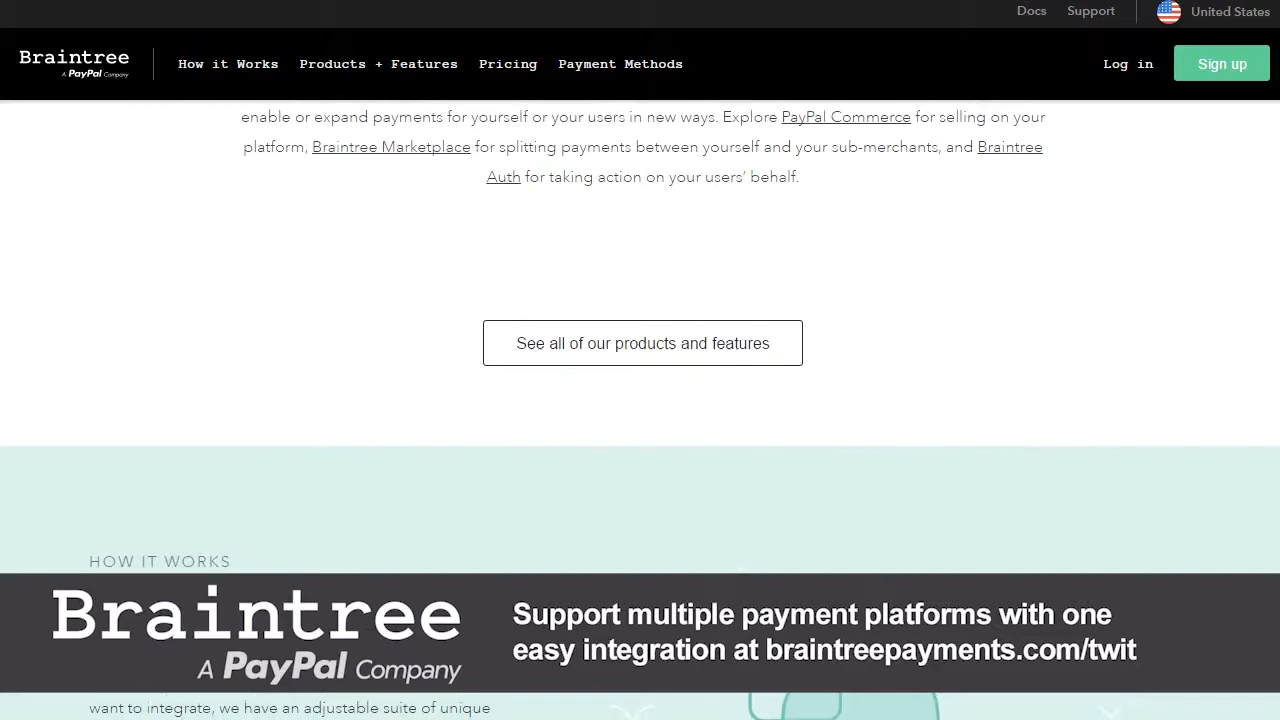 Docs Support United States
Braintree
A PayPal Company
How it Works Products + Features Pricing Payment Methods Log in Sign up
enable or expand payments for yourself or your users in new ways. Explore PayPal Commerce for selling on your
platform, Braintree Marketplace for splitting payments between yourself and your sub-merchants, and Braintree
Auth for taking action on your users’ behalf.
See all of our products and features
HOW IT WORKS
Braintree
A PayPal Company
Support multiple payment platforms with one
easy integration at braintreepayments.com/twit
want to integrate, we have an adjustable suite of unique